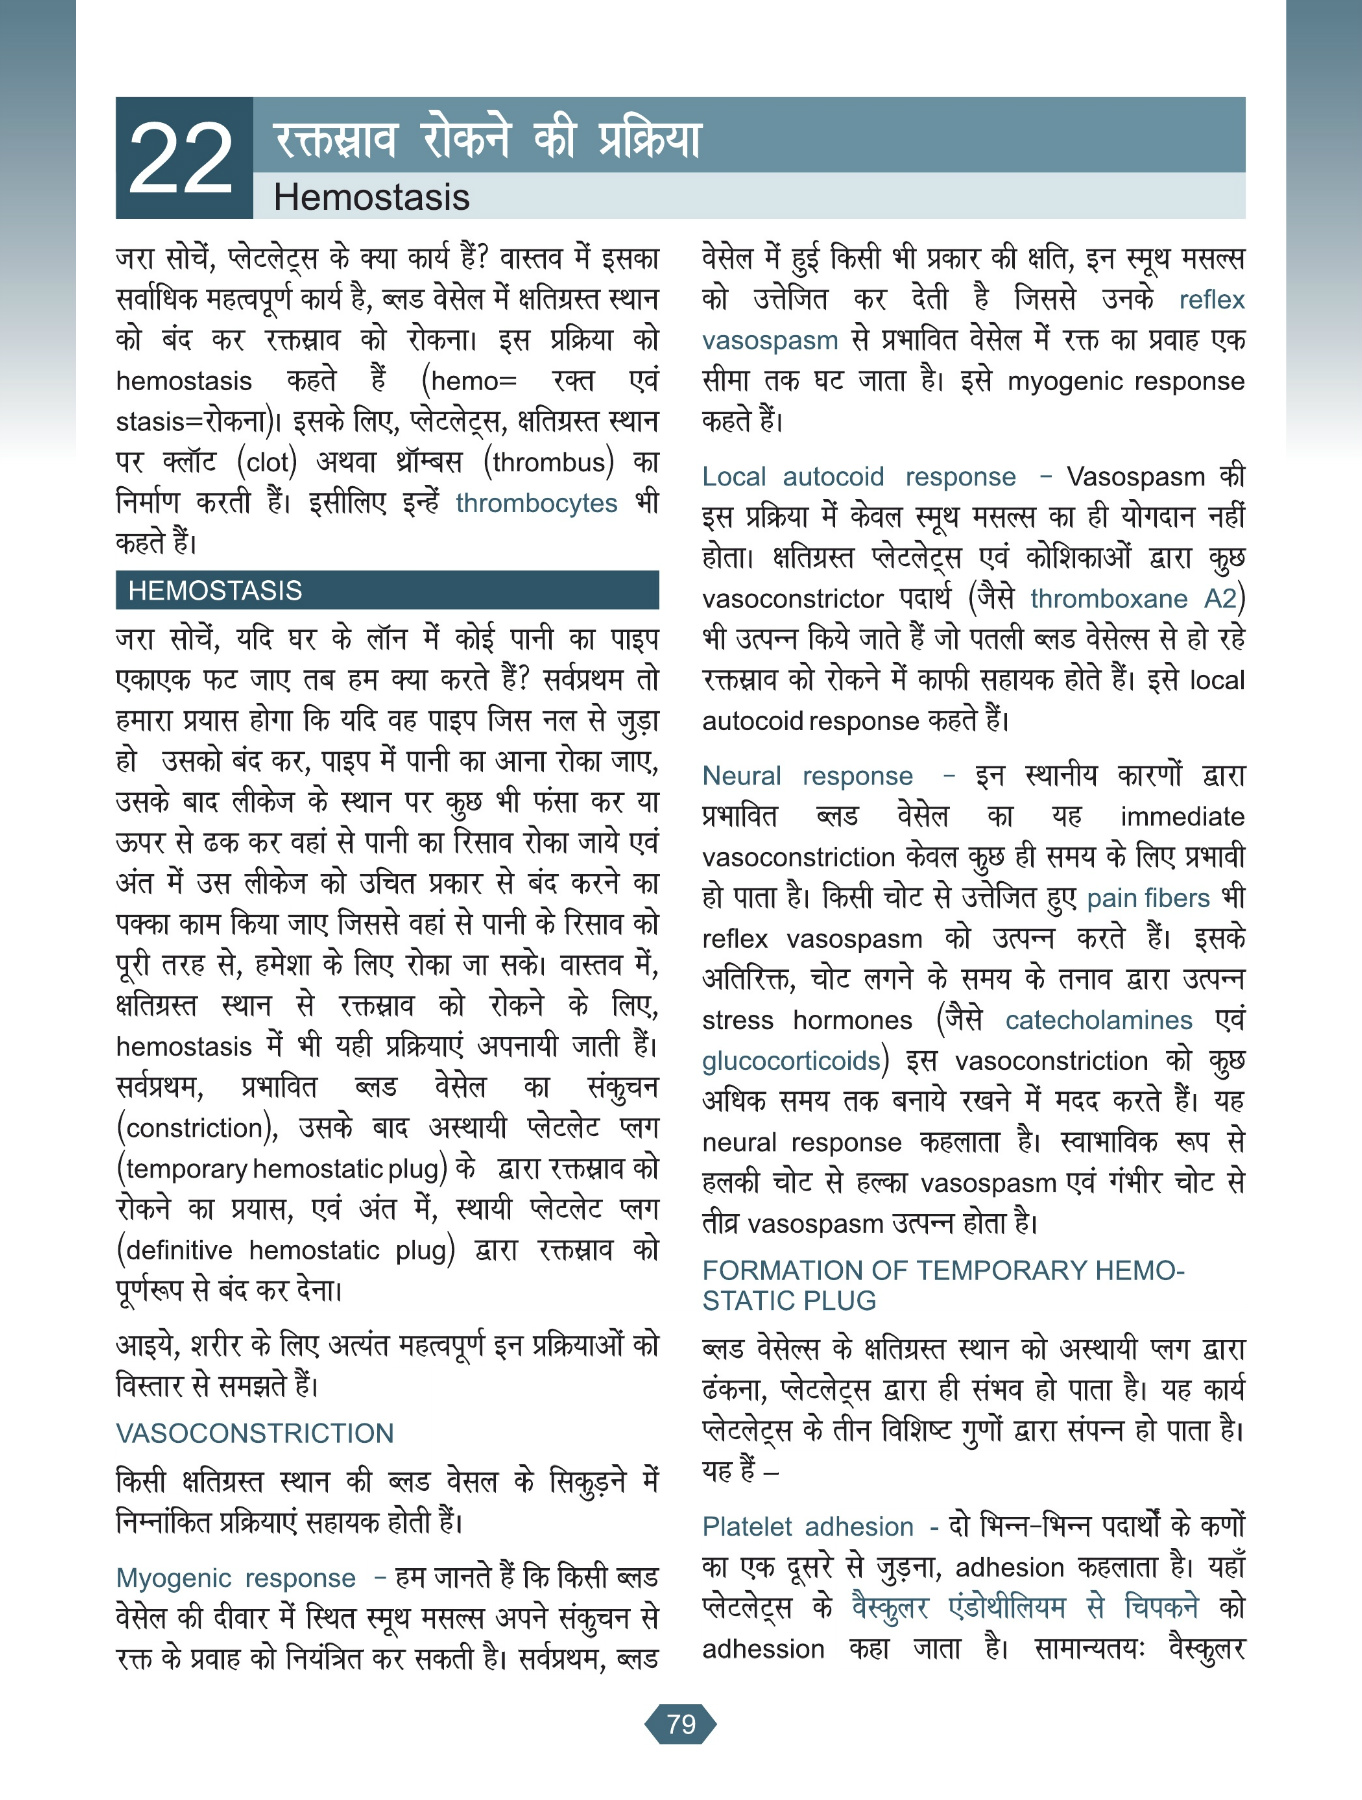 22
रक्तस्राव रोकने की प्रक्रिया
Hemostasis
जरा सोचें, प्लेटलेट्स के क्या कार्य हैं? वास्तव में इसका
सर्वाधिक महत्वपूर्ण कार्य है, ब्लड वेसेल में क्षतिग्रस्त स्थान
को बंद कर रक्तस्राव को रोकना। इस प्रक्रिया को
hemostasis कहते हैं (hemo= रक्त एवं
stasis=रोकना)। इसके लिए, प्लेटलेट्स, क्षतिग्रस्त स्थान
पर क्लॉट (clot) अथवा थ्रॉम्बस (thrombus) का
निर्माण करती हैं। इसीलिए इन्हें thrombocytes भी
कहते हैं।
HEMOSTASIS
जरा सोचें, यदि घर के लॉन में कोई पानी का पाइप
एकाएक फट जाए तब हम क्या करते हैं? सर्वप्रथम तो
हमारा प्रयास होगा कि यदि वह पाइप जिस नल से जुड़ा
हो उसको बंद कर, पाइप में पानी का आना रोका जाए,
उसके बाद लीकेज के स्थान पर कुछ भी फंसा कर या
ऊपर से ढक कर वहां से पानी का रिसाव रोका जाये एवं
अंत में उस लीकेज को उचित प्रकार से बंद करने का
पक्का काम किया जाए जिससे वहां से पानी के रिसाव को
पूरी तरह से, हमेशा के लिए रोका जा सके। वास्तव में,
क्षतिग्रस्त स्थान से रक्तस्राव को रोकने के लिए,
hemostasis में भी यही प्रक्रियाएं अपनायी जाती हैं।
सर्वप्रथम, प्रभावित ब्लड वेसेल का संकुचन
(constriction), उसके बाद अस्थायी प्लेटलेट प्लग
(temporary hemostatic plug) के द्वारा रक्तस्राव को
रोकने का प्रयास, एवं अंत में, स्थायी प्लेटलेट प्लग
(definitive hemostatic plug) द्वारा रक्तस्राव को
पूर्णरूप से बंद कर देना।
आइये, शरीर के लिए अत्यंत महत्वपूर्ण इन प्रक्रियाओं को
विस्तार से समझते हैं।
VASOCONSTRICTION
किसी क्षतिग्रस्त स्थान की ब्लड वेसल के सिकुड़ने में
निम्नांकित प्रक्रियाएं सहायक होती हैं।
Myogenic response – हम जानते हैं कि किसी ब्लड
वेसेल की दीवार में स्थित स्मूथ मसल्स अपने संकुचन से
रक्त के प्रवाह को नियंत्रित कर सकती है। सर्वप्रथम, ब्लड
वेसेल में हुई किसी भी प्रकार की क्षति, इन स्मूथ मसल्स
को उत्तेजित कर देती है जिससे उनके reflex
vasospasm से प्रभावित वेसेल में रक्त का प्रवाह एक
सीमा तक घट जाता है। इसे myogenic response
कहते हैं।
Local autocoid response – Vasospasm की
इस प्रक्रिया में केवल स्मूथ मसल्स का ही योगदान नहीं
होता। क्षतिग्रस्त प्लेटलेट्स एवं कोशिकाओं द्वारा कुछ
vasoconstrictor पदार्थ (जैसे thromboxane A2)
भी उत्पन्न किये जाते हैं जो पतली ब्लड वेसेल्स से हो रहे
रक्तस्राव को रोकने में काफी सहायक होते हैं। इसे local
autocoid response कहते हैं।
Neural response – इन स्थानीय कारणों द्वारा
प्रभावित ब्लड वेसेल का यह immediate
vasoconstriction केवल कुछ ही समय के लिए प्रभावी
हो पाता है। किसी चोट से उत्तेजित हुए pain fibers भी
reflex vasospasm को उत्पन्न करते हैं। इसके
अतिरिक्त, चोट लगने के समय के तनाव द्वारा उत्पन्न
stress hormones (जैसे catecholamines एवं
glucocorticoids) इस vasoconstriction को कुछ
अधिक समय तक बनाये रखने में मदद करते हैं। यह
neural response कहलाता है। स्वाभाविक रूप से
हलकी चोट से हल्का vasospasm एवं गंभीर चोट से
तीव्र vasospasm उत्पन्न होता है।
FORMATION OF TEMPORARY HEMO-
STATIC PLUG
ब्लड वेसेल्स के क्षतिग्रस्त स्थान को अस्थायी प्लग द्वारा
ढंकना, प्लेटलेट्स द्वारा ही संभव हो पाता है। यह कार्य
प्लेटलेट्स के तीन विशिष्ट गुणों द्वारा संपन्न हो पाता है।
यह हैं –
Platelet adhesion - दो भिन्न-भिन्न पदार्थों के कणों
का एक दूसरे से जुड़ना, adhesion कहलाता है। यहाँ
प्लेटलेट्स के वैस्कुलर एंडोथीलियम से चिपकने को
adhession कहा जाता है। सामान्यतयः वैस्कुलर
79